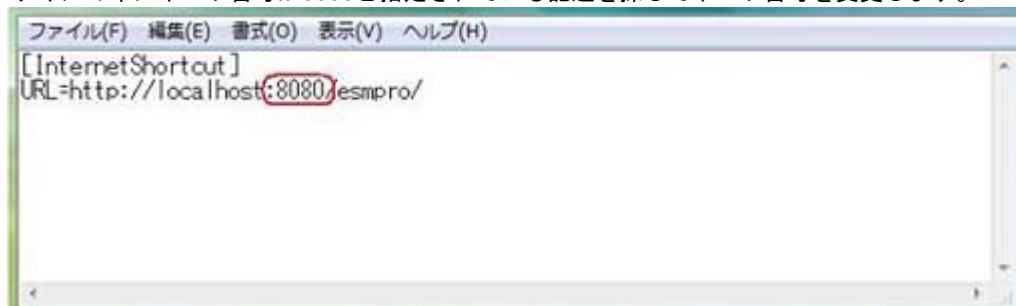 ファイル(F) 編集(E) 書式(O) 表示(V) ヘルプ(H)
[InternetShortcut]
URL=http://localhost:8080/esmpro/